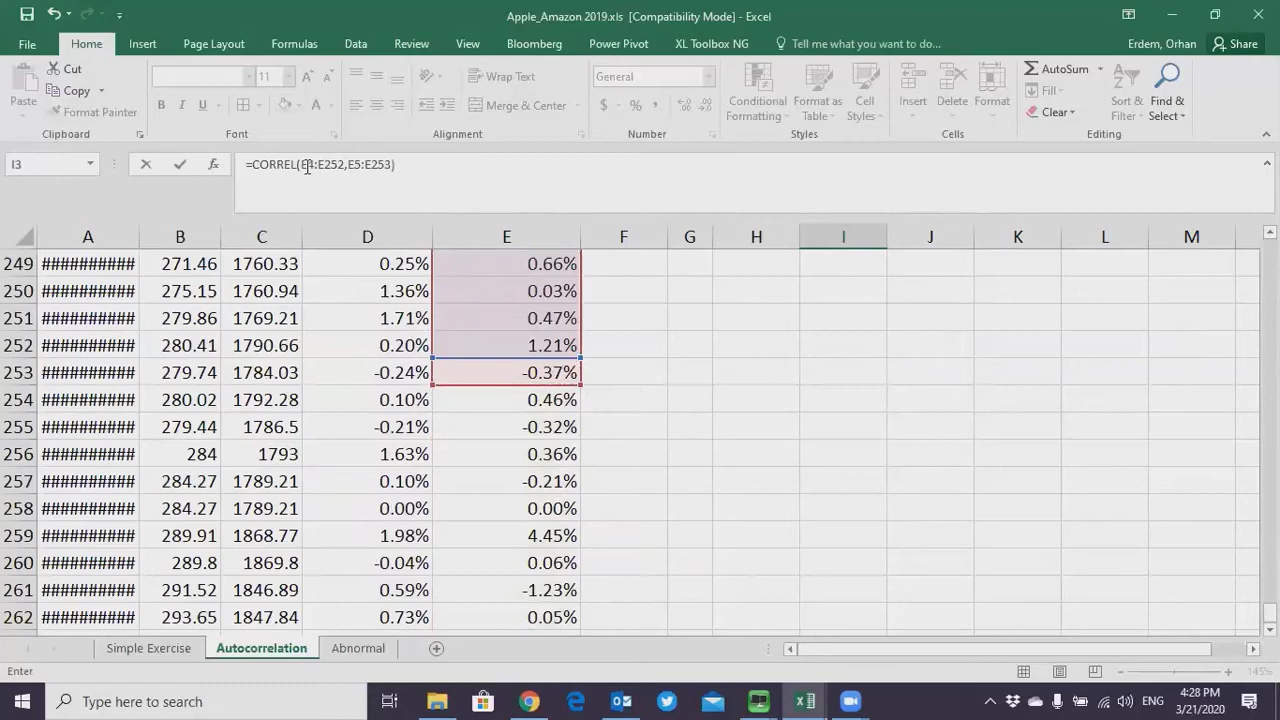 Apple_Amazon 2019.xls [Compatibility Mode] - Excel
File Home Insert Page Layout Formulas Data Review View Bloomberg Power Pivot XL Toolbox NG Tell me what you want to do... Erdem, Orhan Share
Paste Cut Copy Format Painter Clipboard
11 B I U A Font
Wrap Text Merge & Center Alignment
General $ % , Number
Conditional Formatting Formats Table Cell Styles Styles
Insert Delete Format Cells
AutoSum Fill Clear Sort & Find & Select
I3 fx =CORREL(E4:E252,E5:E253)
A B C D E F G H I J K L M
249 ########## 271.46 1760.33 0.25% 0.66%
250 ########## 275.15 1760.94 1.36% 0.03%
251 ########## 279.86 1769.21 1.71% 0.47%
252 ########## 280.41 1790.66 0.20% 1.21%
253 ########## 279.74 1784.03 -0.24% -0.37%
254 ########## 280.02 1792.28 0.10% 0.46%
255 ########## 279.44 1786.5 -0.21% -0.32%
256 ########## 284 1793 1.63% 0.36%
257 ########## 284.27 1789.21 0.10% -0.21%
258 ########## 284.27 1789.21 0.00% 0.00%
259 ########## 289.91 1868.77 1.98% 4.45%
260 ########## 289.8 1869.8 -0.04% 0.06%
261 ########## 291.52 1846.89 0.59% -1.23%
262 ########## 293.65 1847.84 0.73% 0.05%
Simple Exercise Autocorrelation Abnormal
Enter 145%
Type here to search ENG 4:28 PM
3/21/2020